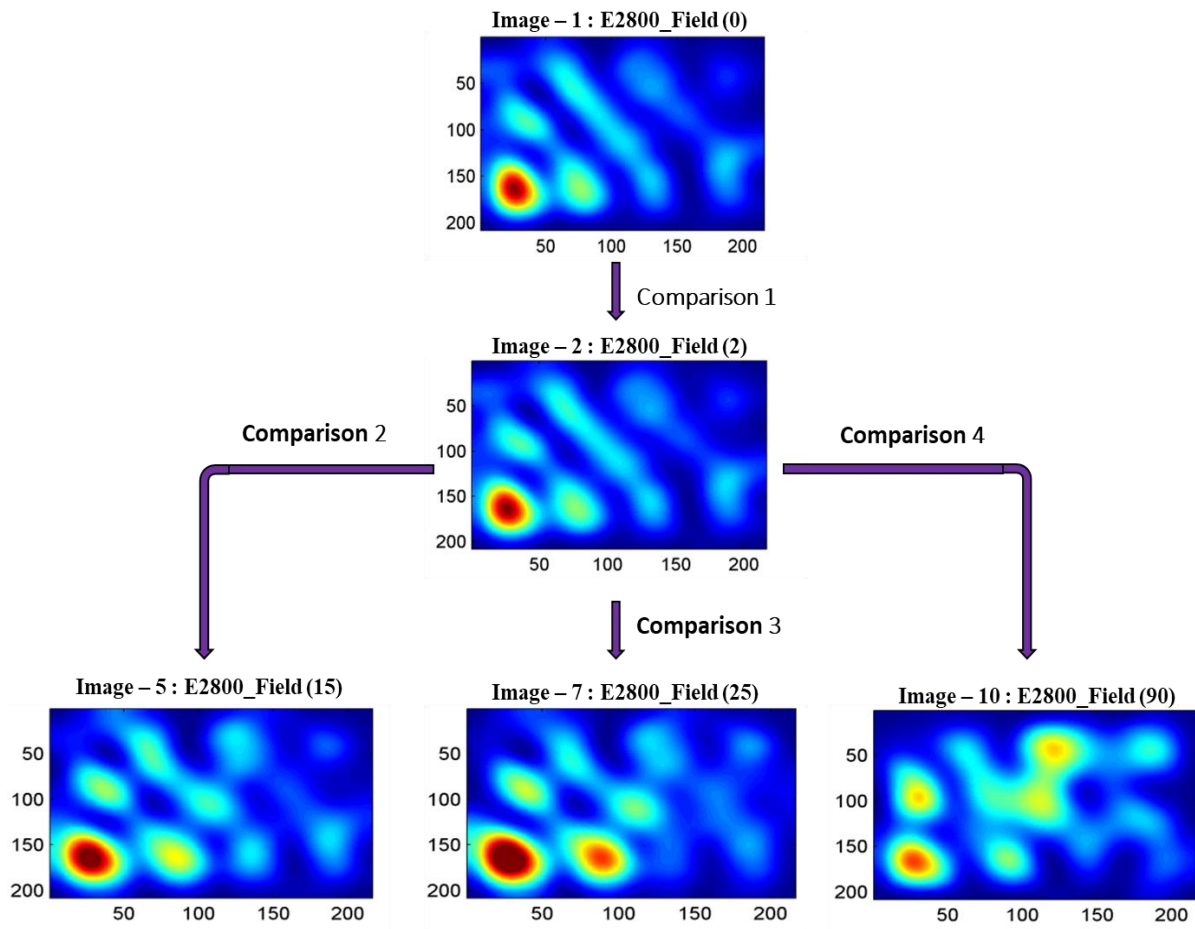 Image – 1 : E2800_Field (0)
50
100
150
200
50 100 150 200
Comparison 1
Image – 2 : E2800_Field (2)
50
100
150
200
50 100 150 200
Comparison 2
Comparison 4
Comparison 3
Image – 5 : E2800_Field (15)
50
100
150
200
50 100 150 200
Image – 7 : E2800_Field (25)
50
100
150
200
50 100 150 200
Image – 10 : E2800_Field (90)
50
100
150
200
50 100 150 200